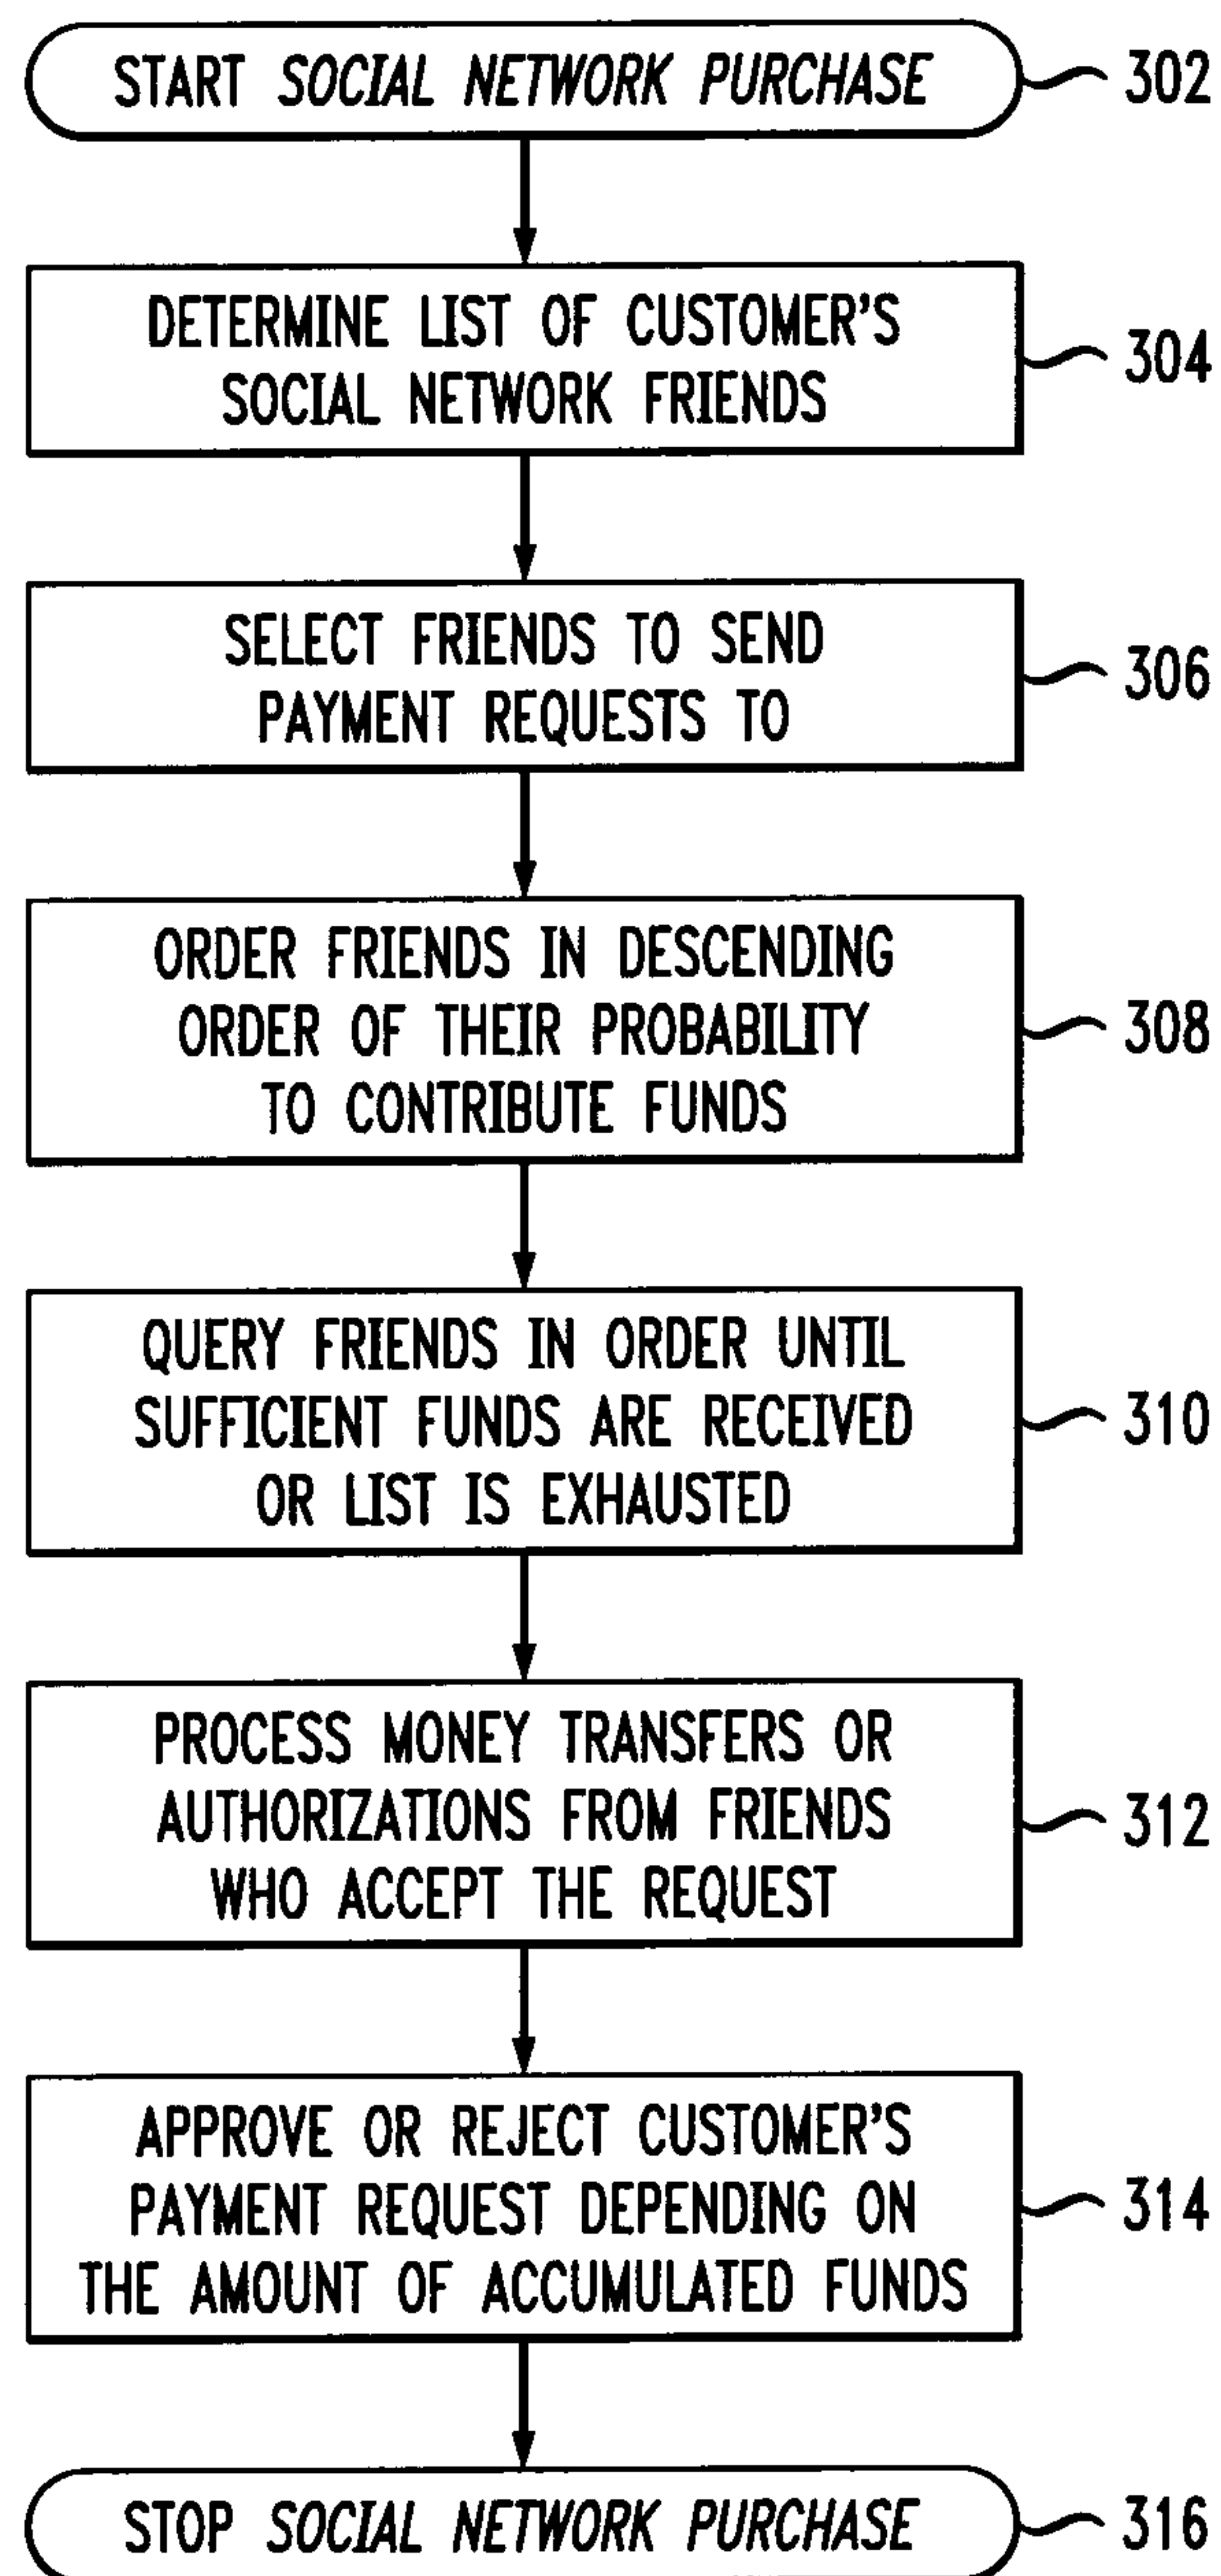 START SOCIAL NETWORK PURCHASE
302
DETERMINE LIST OF CUSTOMER'S
SOCIAL NETWORK FRIENDS
304
SELECT FRIENDS TO SEND
PAYMENT REQUESTS TO
306
ORDER FRIENDS IN DESCENDING
ORDER OF THEIR PROBABILITY
TO CONTRIBUTE FUNDS
308
QUERY FRIENDS IN ORDER UNTIL
SUFFICIENT FUNDS ARE RECEIVED
OR LIST IS EXHAUSTED
310
PROCESS MONEY TRANSFERS OR
AUTHORIZATIONS FROM FRIENDS
WHO ACCEPT THE REQUEST
312
APPROVE OR REJECT CUSTOMER'S
PAYMENT REQUEST DEPENDING ON
THE AMOUNT OF ACCUMULATED FUNDS
314
STOP SOCIAL NETWORK PURCHASE
316